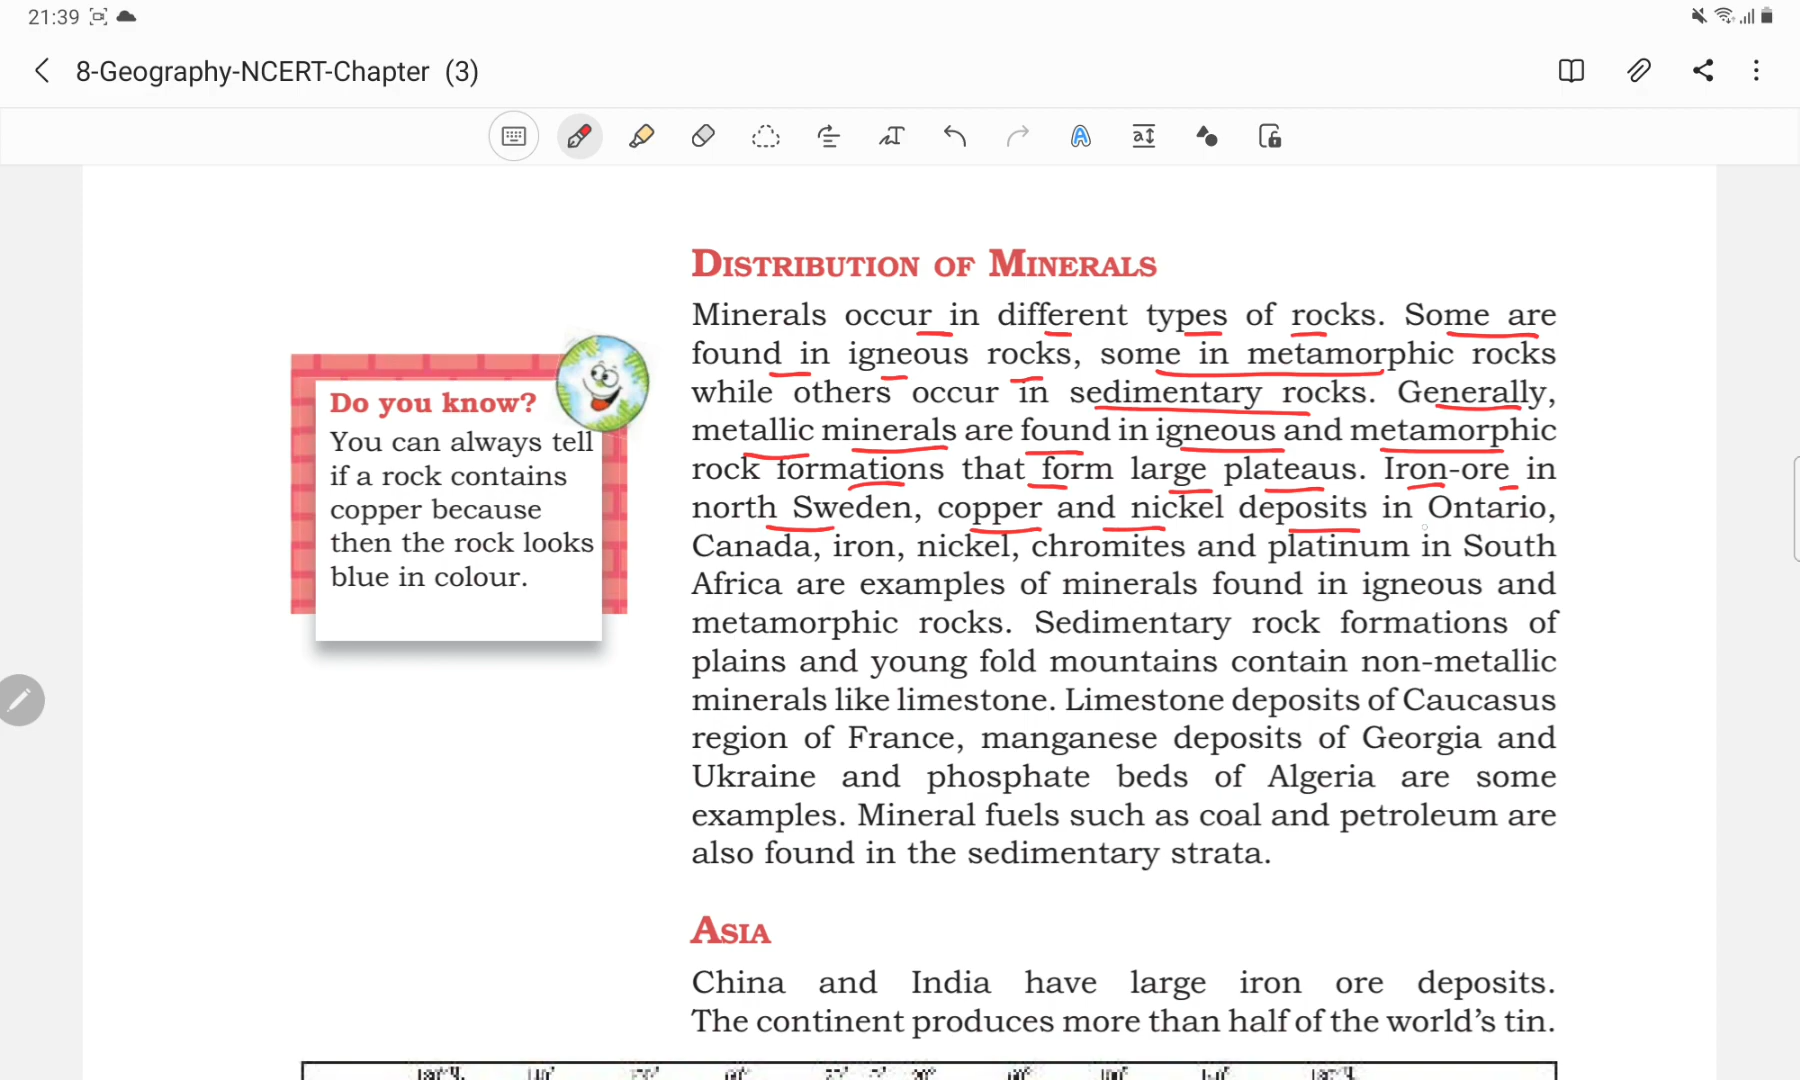 21:39
8-Geography-NCERT-Chapter (3)
DISTRIBUTION OF MINERALS
Minerals occur in different types of rocks. Some are
found in igneous rocks, some in metamorphic rocks
while others occur in sedimentary rocks. Generally,
metallic minerals are found in igneous and metamorphic
rock formations that form large plateaus. Iron-ore in
north Sweden, copper and nickel deposits in Ontario,
Canada, iron, nickel, chromites and platinum in South
Africa are examples of minerals found in igneous and
metamorphic rocks. Sedimentary rock formations of
plains and young fold mountains contain non-metallic
minerals like limestone. Limestone deposits of Caucasus
region of France, manganese deposits of Georgia and
Ukraine and phosphate beds of Algeria are some
examples. Mineral fuels such as coal and petroleum are
also found in the sedimentary strata.
Do you know?
You can always tell
if a rock contains
copper because
then the rock looks
blue in colour.
ASIA
China and India have large iron ore deposits.
The continent produces more than half of the world's tin.